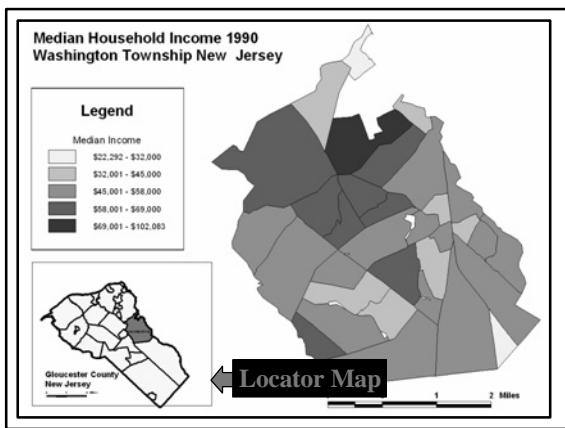 Median Household Income 1990
Washington Township New Jersey
Legend
Median Income
$22,292 - $32,000
$32,001 - $45,000
$45,001 - $58,000
$58,001 - $69,000
$69,001 - $102,083
Gloucester County
New Jersey
Locator Map
1
2 Miles